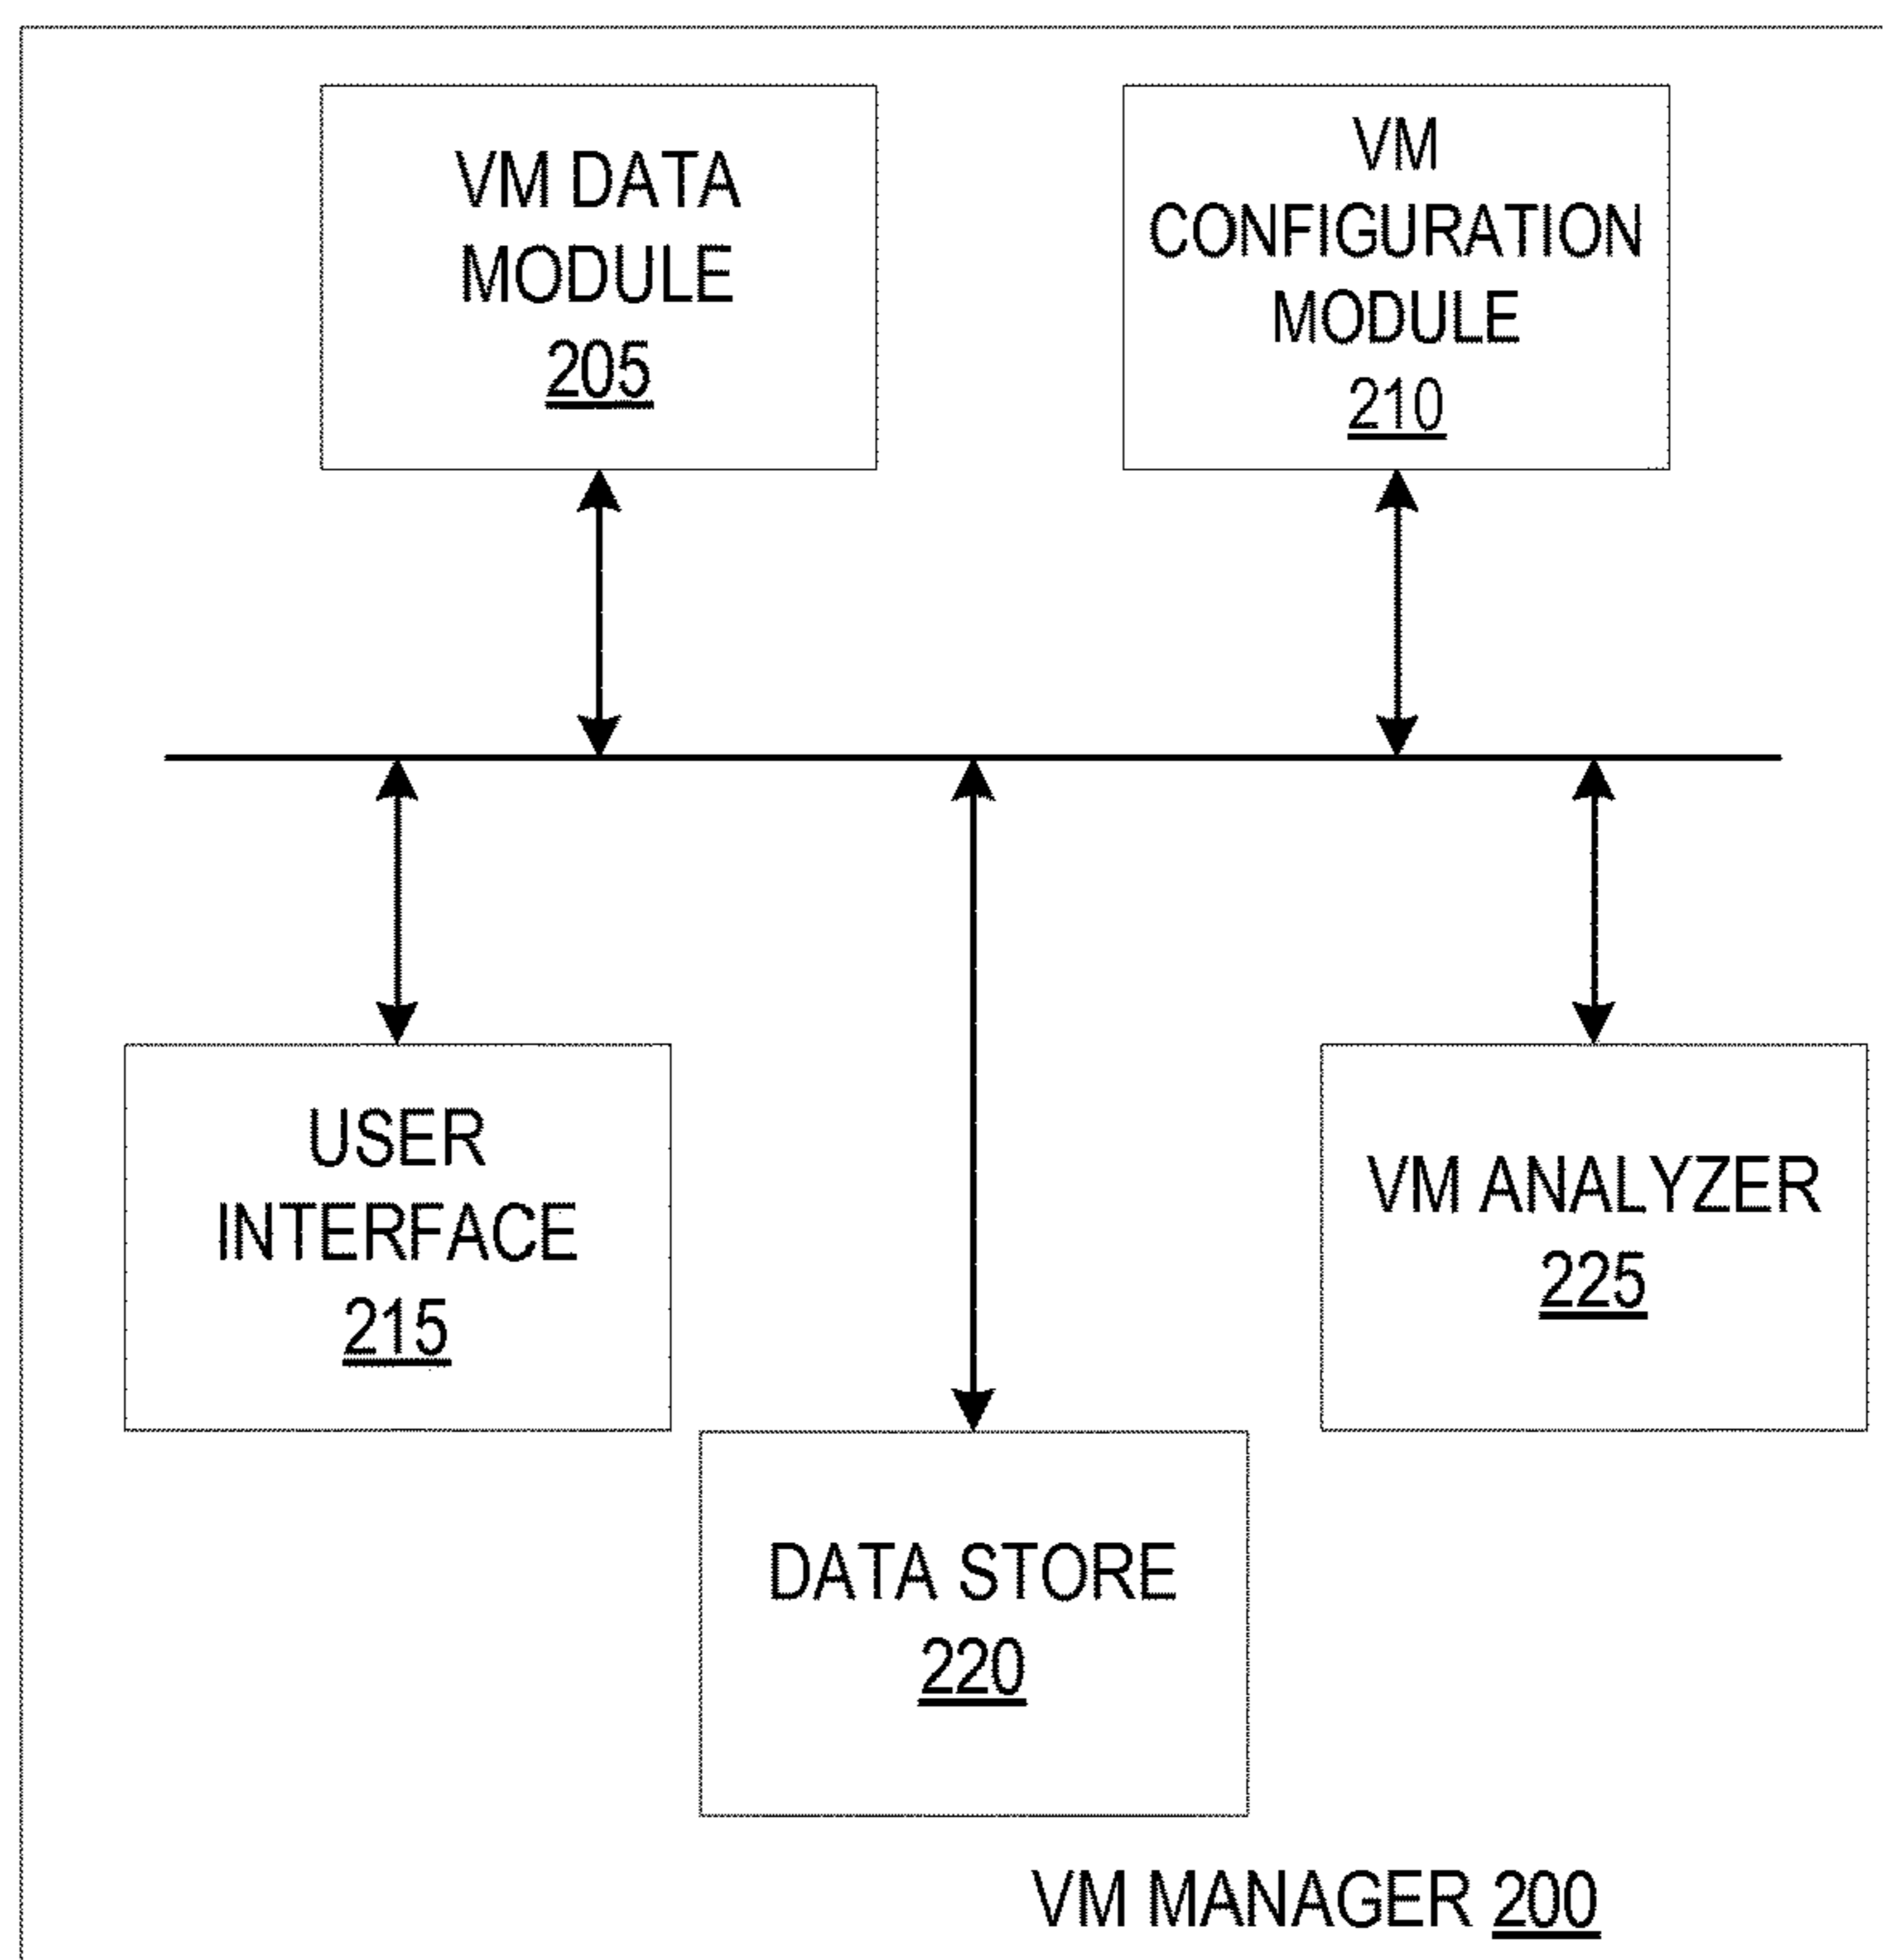 VM DATA
MODULE
205
VM
CONFIGURATION
MODULE
210
USER
INTERFACE
215
VM ANALYZER
225
DATA STORE
220
VM MANAGER 200